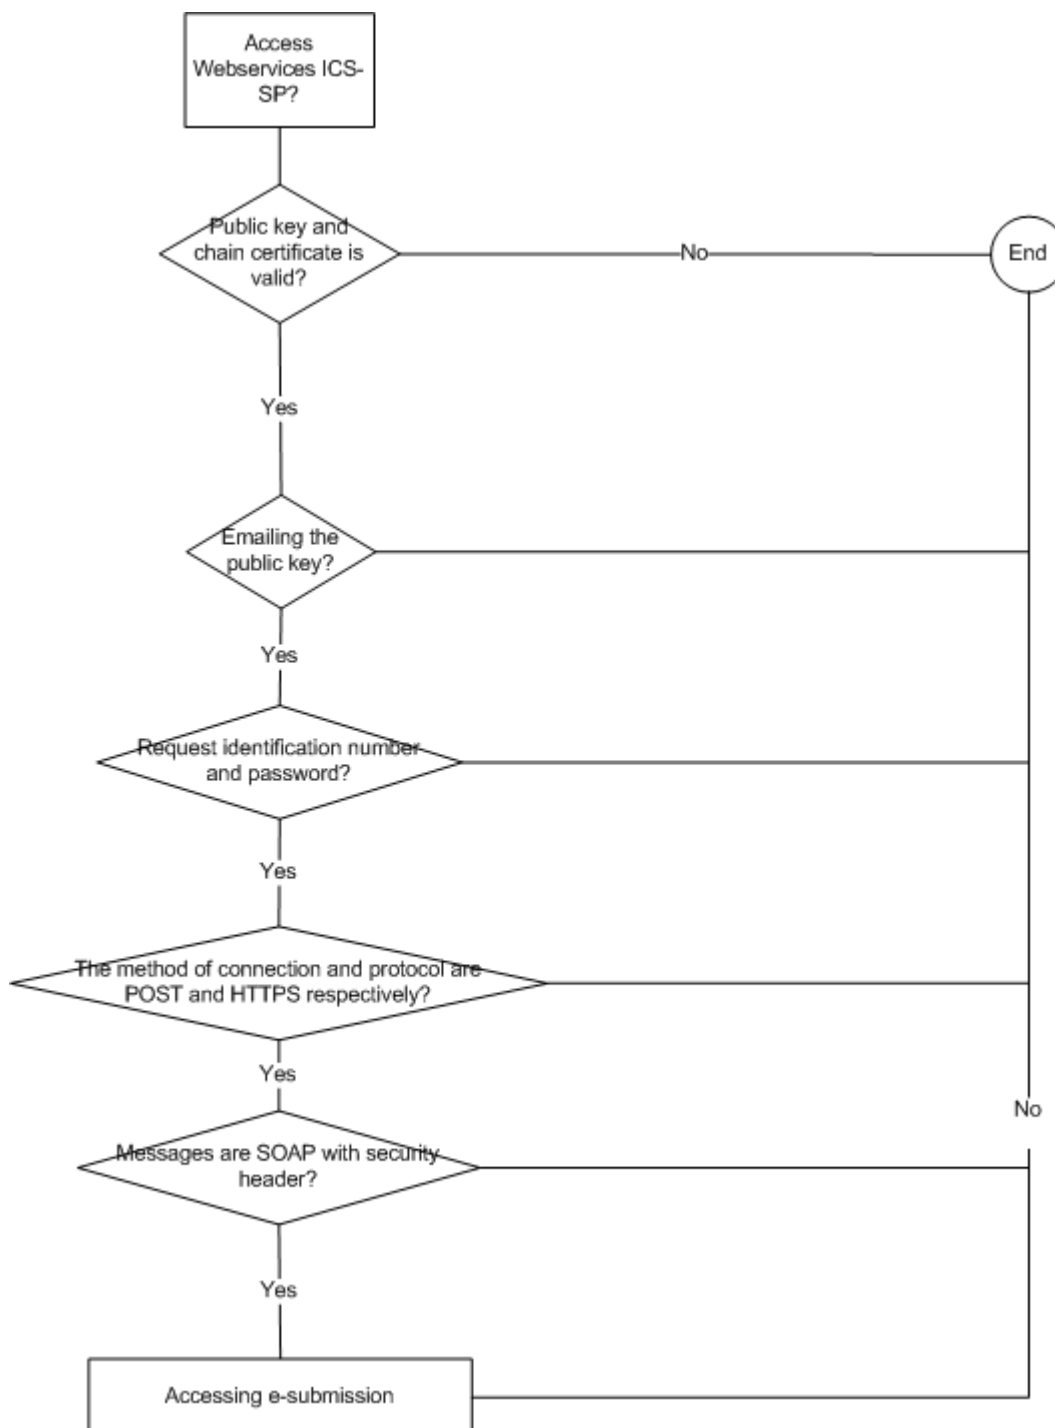 Access
Webservices ICS-
SP?
Public key and
chain certificate is
valid?
No
End
Yes
Emailing the
public key?
Yes
Request identification number
and password?
Yes
The method of connection and protocol are
POST and HTTPS respectively?
Yes
No
Messages are SOAP with security
header?
Yes
Accessing e-submission